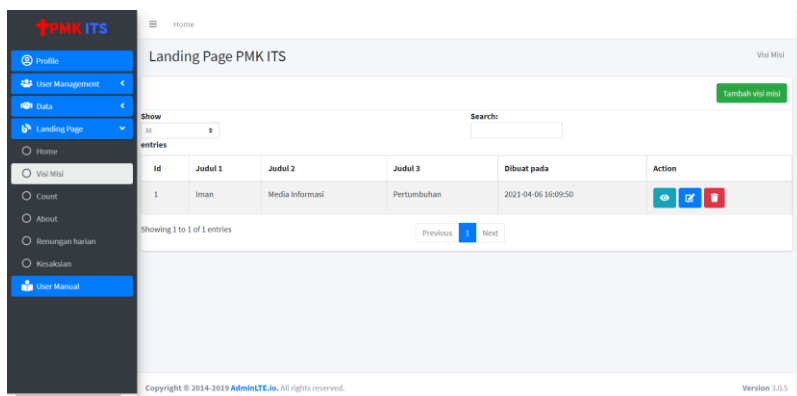 PMK ITS
Profile
User Management
Data
Landing Page
Home
Visi Misi
Count
About
Renungan harian
Kesaksian
User Manual
Home
Landing Page PMK ITS
Visi Misi
Tambah visi misi
Show
10
entries
Search:
Id Judul 1 Judul 2 Judul 3 Dibuat pada Action
1 Iman Media Informasi Pertumbuhan 2021-04-06 16:09:50
Showing 1 to 1 of 1 entries
Previous 1 Next
Copyright © 2014-2019 AdminLTE.io. All rights reserved.
Version 3.0.5